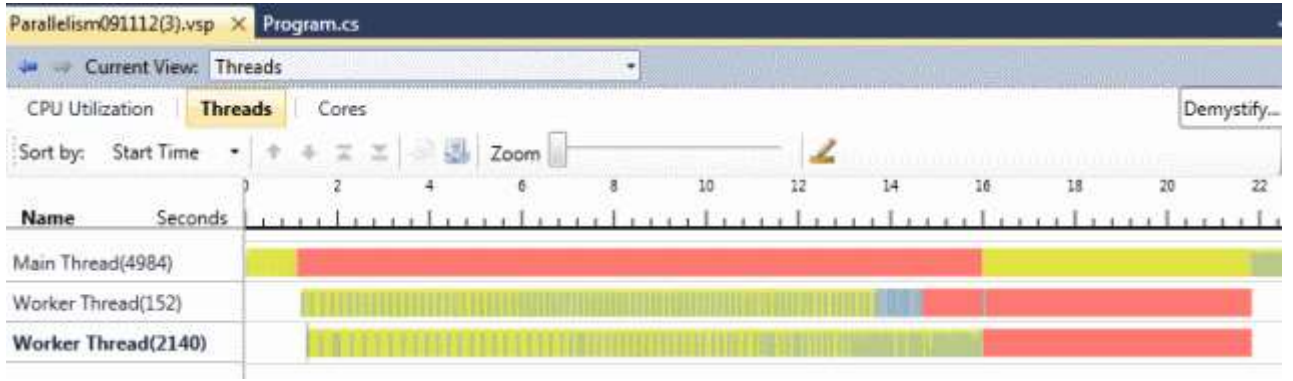 Parallelism091112(3).vsp × Program.cs
Current View: Threads
CPU Utilization Threads Cores Demystify...
Sort by: Start Time Zoom
0 2 4 6 8 10 12 14 16 18 20 22
Name Seconds
Main Thread(4984)
Worker Thread(152)
Worker Thread(2140)